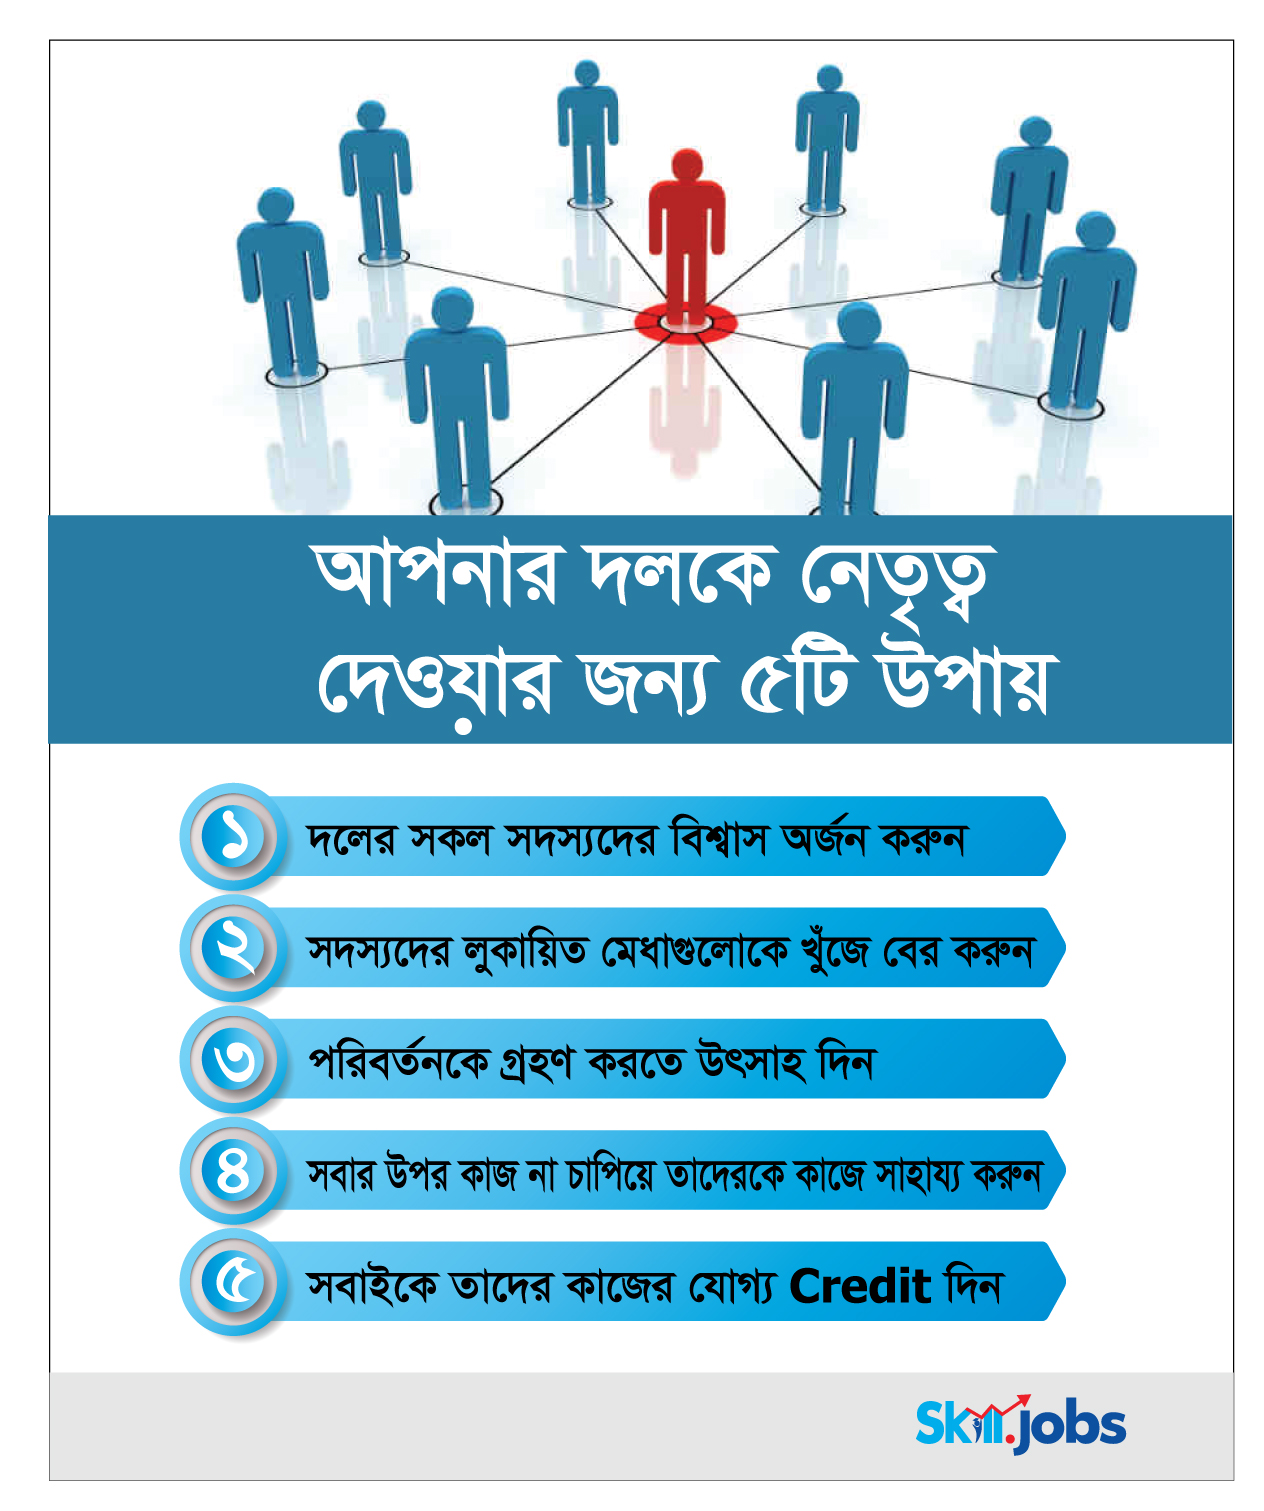 আপনার দলকে নেতৃত্ব
দেওয়ার জন্য ৫টি উপায়
১ দলের সকল সদস্যদের বিশ্বাস অর্জন করুন
২ সদস্যদের লুকায়িত মেধাগুলোকে খুঁজে বের করুন
৩ পরিবর্তনকে গ্রহণ করতে উৎসাহ দিন
৪ সবার উপর কাজ না চাপিয়ে তাদেরকে কাজে সাহায্য করুন
৫ সবাইকে তাদের কাজের যোগ্য Credit দিন
Skill.jobs